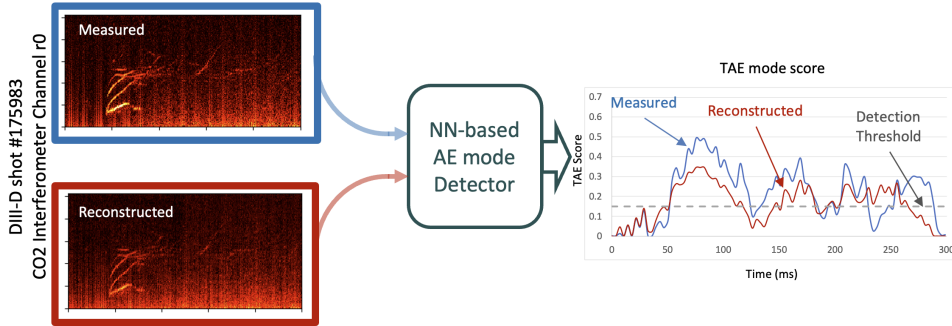 DIII-D shot #175983
CO2 Interferometer Channel r0
Measured
Reconstructed
NN-based
AE mode
Detector
TAE mode score
Measured
Reconstructed
Detection
Threshold
TAE Score
0.7
0.6
0.5
0.4
0.3
0.2
0.1
0
0
50
100
150
200
250
300
Time (ms)